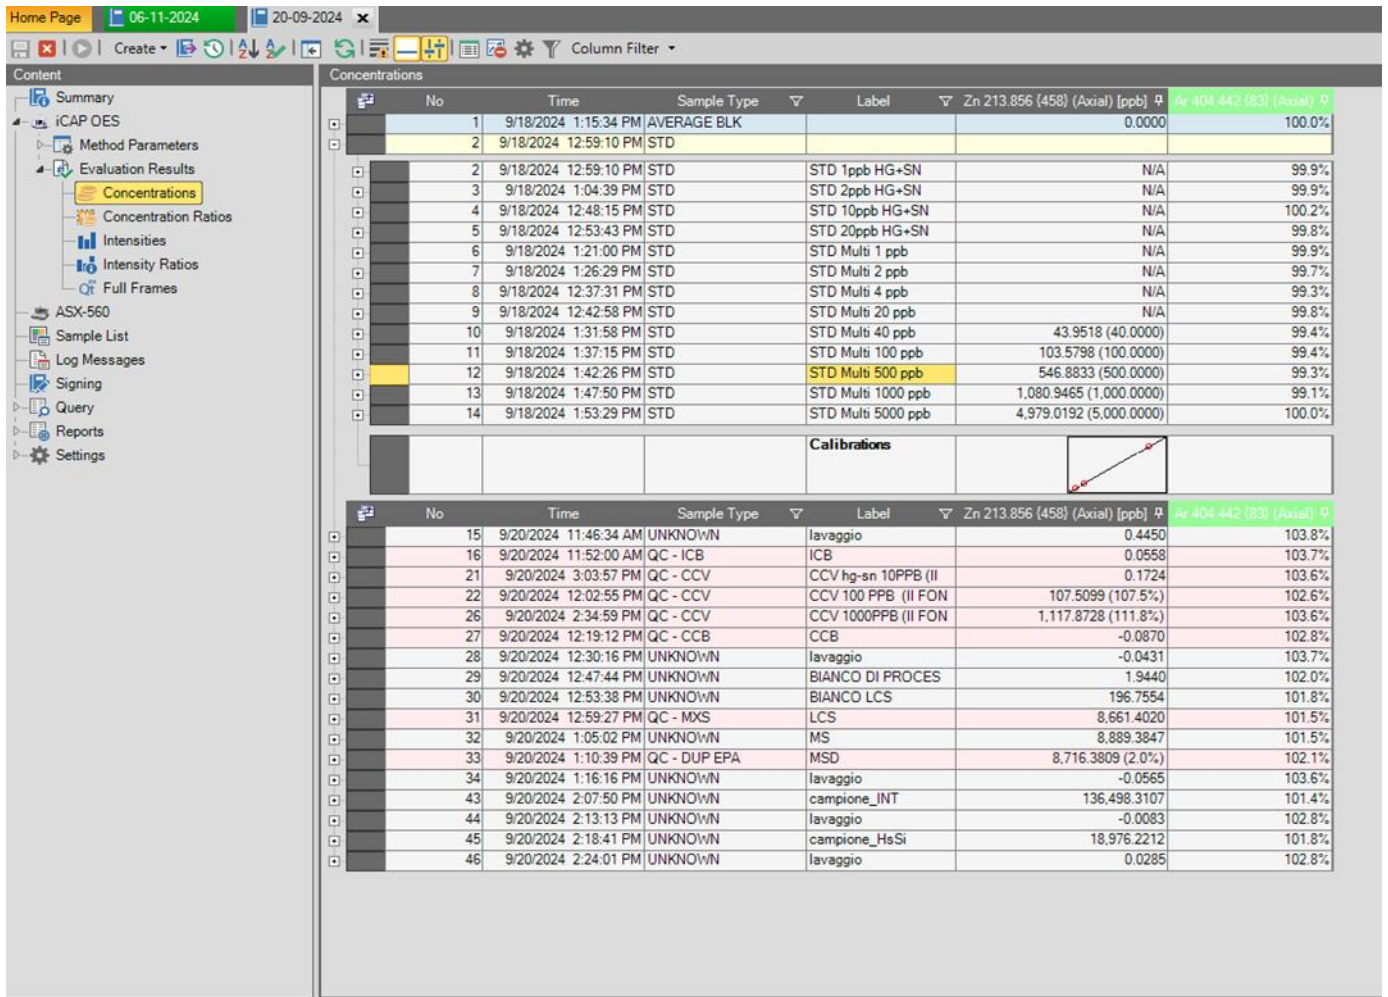 Home Page 06-11-2024 20-09-2024
Create Column Filter
Content
Summary
iCAP OES
Method Parameters
Evaluation Results
Concentrations
Concentration Ratios
Intensities
Intensity Ratios
Full Frames
ASX-560
Sample List
Log Messages
Signing
Query
Reports
Settings
Concentrations
No Time Sample Type Label Zn 213.856 {458} (Axial) [ppb] Ar 404.442 {83} (Axial)
1 9/18/2024 1:15:34 PM AVERAGE BLK 0.0000 100.0%
2 9/18/2024 12:59:10 PM STD
2 9/18/2024 12:59:10 PM STD STD 1ppb HG+SN N/A 99.9%
3 9/18/2024 1:04:39 PM STD STD 2ppb HG+SN N/A 99.9%
4 9/18/2024 12:48:15 PM STD STD 10ppb HG+SN N/A 100.2%
5 9/18/2024 12:53:43 PM STD STD 20ppb HG+SN N/A 99.8%
6 9/18/2024 1:21:00 PM STD STD Multi 1 ppb N/A 99.9%
7 9/18/2024 1:26:29 PM STD STD Multi 2 ppb N/A 99.7%
8 9/18/2024 12:37:31 PM STD STD Multi 4 ppb N/A 99.3%
9 9/18/2024 12:42:58 PM STD STD Multi 20 ppb N/A 99.8%
10 9/18/2024 1:31:58 PM STD STD Multi 40 ppb 43.9518 (40.0000) 99.4%
11 9/18/2024 1:37:15 PM STD STD Multi 100 ppb 103.5798 (100.0000) 99.4%
12 9/18/2024 1:42:26 PM STD STD Multi 500 ppb 546.8833 (500.0000) 99.3%
13 9/18/2024 1:47:50 PM STD STD Multi 1000 ppb 1,080.9465 (1,000.0000) 99.1%
14 9/18/2024 1:53:29 PM STD STD Multi 5000 ppb 4,979.0192 (5,000.0000) 100.0%
Calibrations
No Time Sample Type Label Zn 213.856 {458} (Axial) [ppb] Ar 404.442 {83} (Axial)
15 9/20/2024 11:46:34 AM UNKNOWN lavaggio 0.4450 103.8%
16 9/20/2024 11:52:00 AM QC - ICB ICB 0.0558 103.7%
21 9/20/2024 3:03:57 PM QC - CCV CCV hg-sn 10PPB (II 0.1724 103.6%
22 9/20/2024 12:02:55 PM QC - CCV CCV 100 PPB (II FON 107.5099 (107.5%) 102.6%
26 9/20/2024 2:34:59 PM QC - CCV CCV 1000PPB (II FON 1,117.8728 (111.8%) 103.6%
27 9/20/2024 12:19:12 PM QC - CCB CCB -0.0870 102.8%
28 9/20/2024 12:30:16 PM UNKNOWN lavaggio -0.0431 103.7%
29 9/20/2024 12:47:44 PM UNKNOWN BIANCO DI PROCES 1.9440 102.0%
30 9/20/2024 12:53:38 PM UNKNOWN BIANCO LCS 196.7554 101.8%
31 9/20/2024 12:59:27 PM QC - MXS LCS 8,661.4020 101.5%
32 9/20/2024 1:05:02 PM UNKNOWN MS 8,889.3847 101.5%
33 9/20/2024 1:10:39 PM QC - DUP EPA MSD 8,716.3809 (2.0%) 102.1%
34 9/20/2024 1:16:16 PM UNKNOWN lavaggio -0.0565 103.6%
43 9/20/2024 2:07:50 PM UNKNOWN campione_INT 136,498.3107 101.4%
44 9/20/2024 2:13:13 PM UNKNOWN lavaggio -0.0083 102.8%
45 9/20/2024 2:18:41 PM UNKNOWN campione_HsSi 18,976.2212 101.8%
46 9/20/2024 2:24:01 PM UNKNOWN lavaggio 0.0285 102.8%